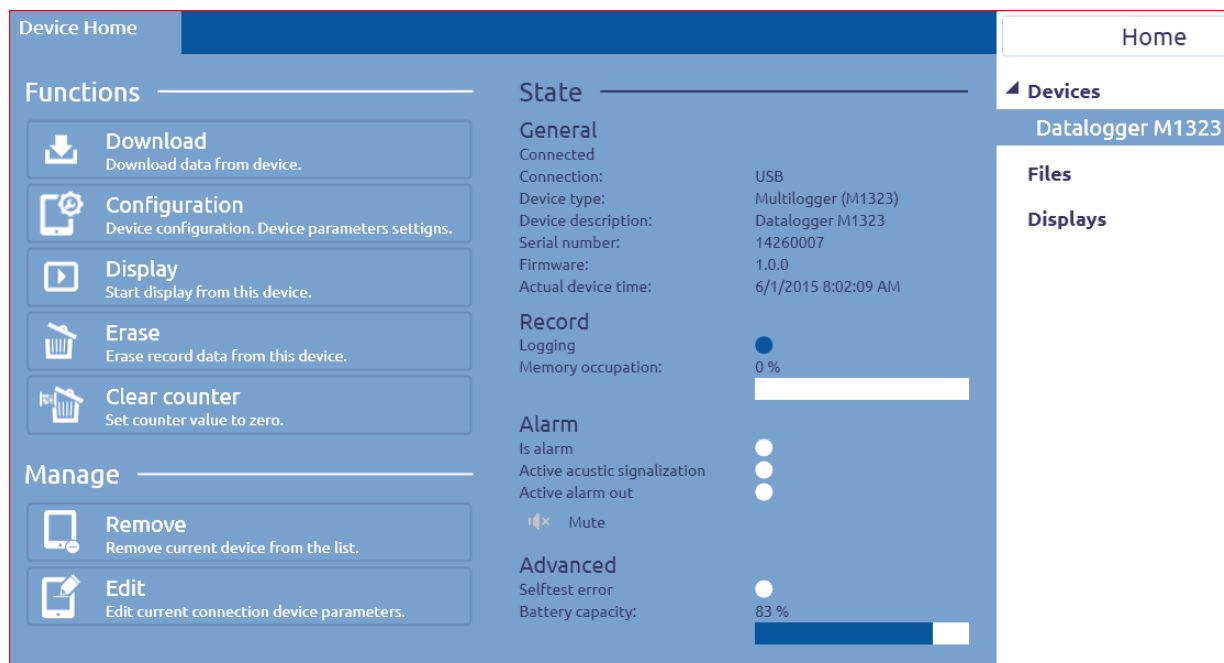 Device Home
Functions
Download
Download data from device.
Configuration
Device configuration. Device parameters settigns.
Display
Start display from this device.
Erase
Erase record data from this device.
Clear counter
Set counter value to zero.
Manage
Remove
Remove current device from the list.
Edit
Edit current connection device parameters.
State
General
Connected
Connection: USB
Device type: Multilogger (M1323)
Device description: Datalogger M1323
Serial number: 14260007
Firmware: 1.0.0
Actual device time: 6/1/2015 8:02:09 AM
Record
Logging
Memory occupation: 0 %
Alarm
Is alarm
Active acustic signalization
Active alarm out
Mute
Advanced
Selftest error
Battery capacity: 83 %
Home
Devices
Datalogger M1323
Files
Displays